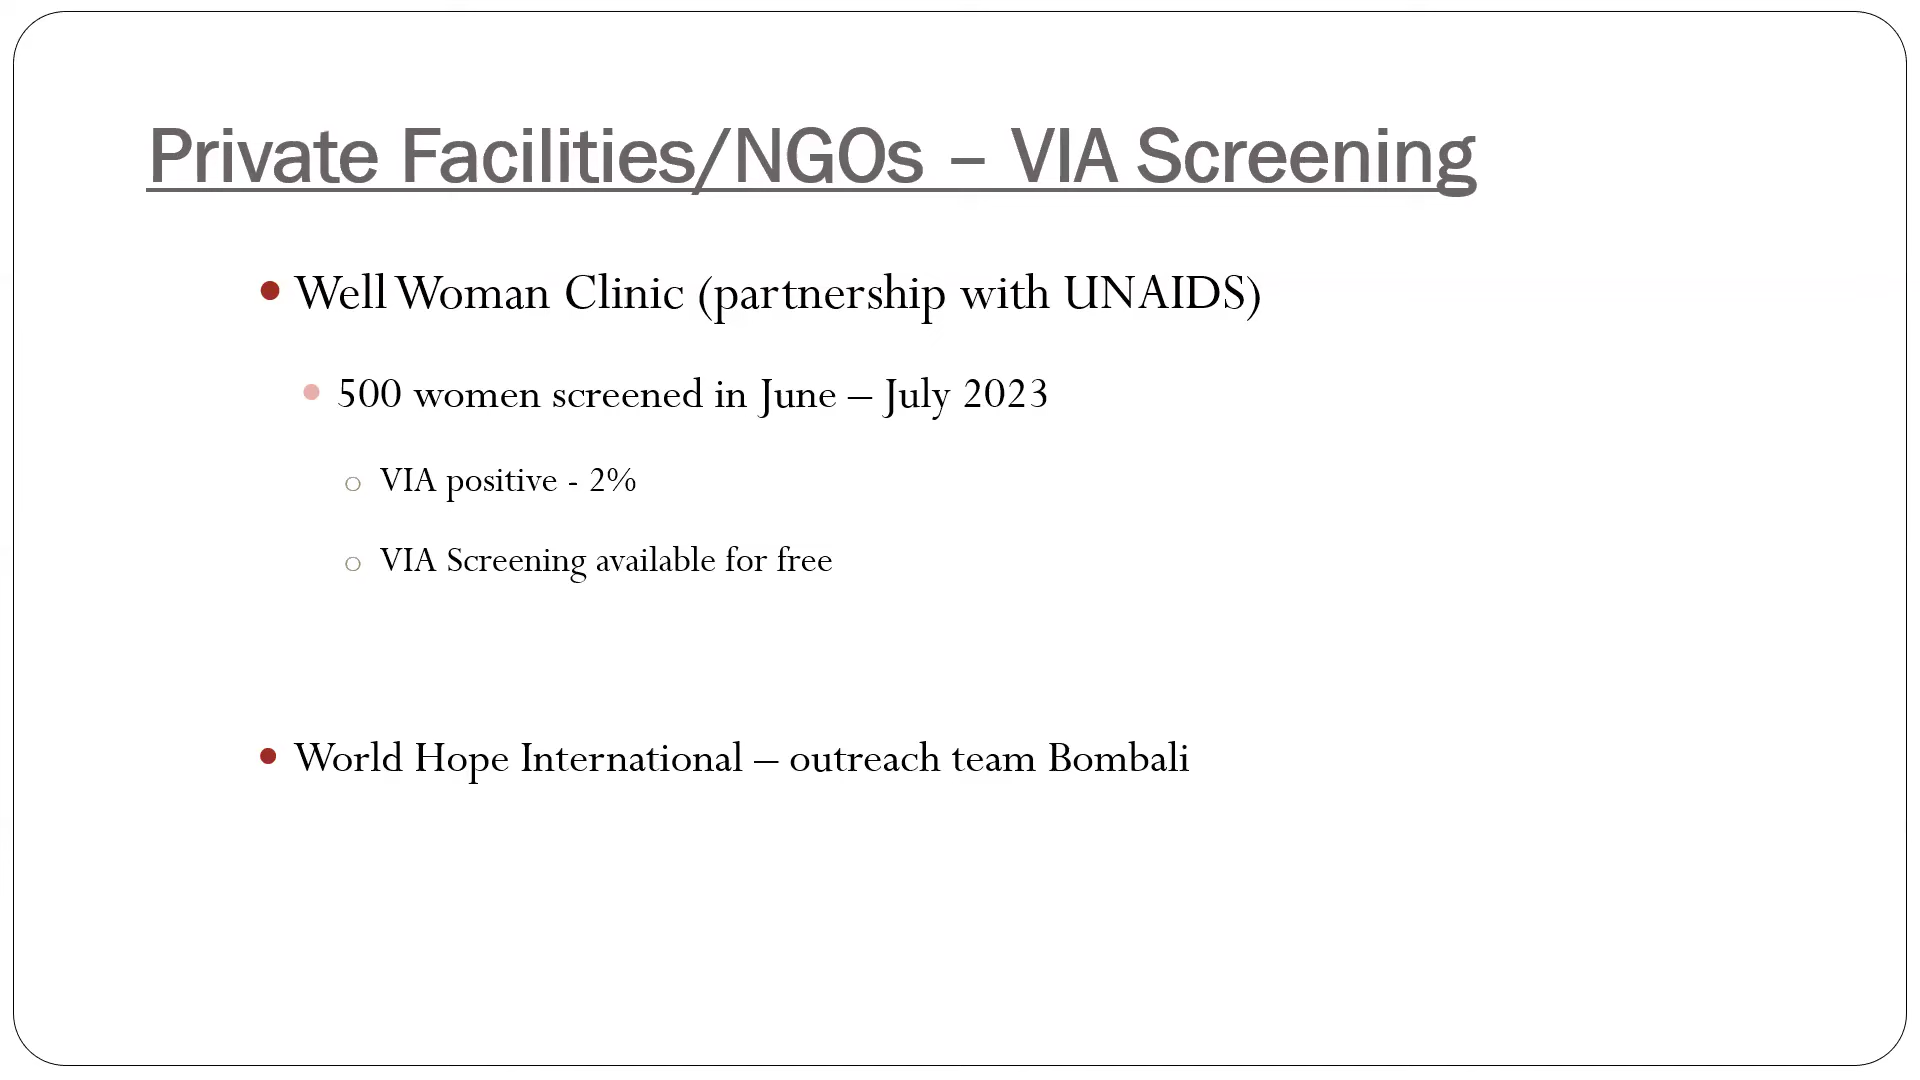 Private Facilities/NGOs – VIA Screening
Well Woman Clinic (partnership with UNAIDS)
500 women screened in June – July 2023
VIA positive - 2%
VIA Screening available for free
World Hope International – outreach team Bombali